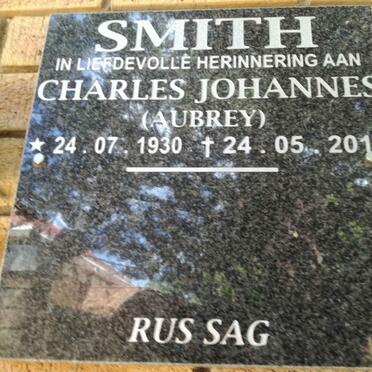 SMITH
IN LIEFDEVOLLE HERINNERING AAN
CHARLES JOHANNES
(AUBREY)
★ 24 . 07 . 1930 † 24 . 05 . 201
RUS SAG